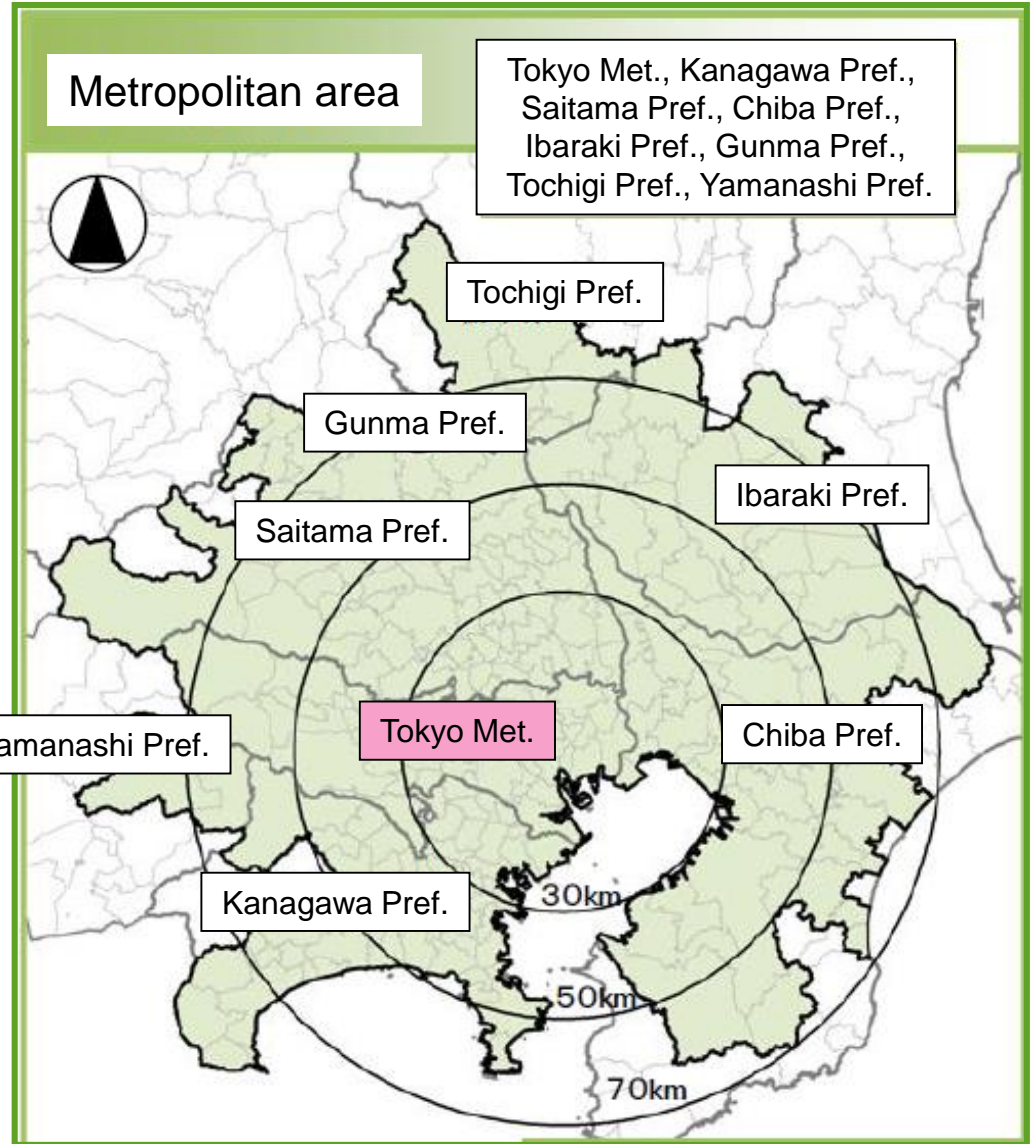 Metropolitan area
Tokyo Met., Kanagawa Pref.,
Saitama Pref., Chiba Pref.,
Ibaraki Pref., Gunma Pref.,
Tochigi Pref., Yamanashi Pref.
Tochigi Pref.
Gunma Pref.
Ibaraki Pref.
Saitama Pref.
amanashi Pref.
Tokyo Met.
Chiba Pref.
Kanagawa Pref.
30km
50km
70km